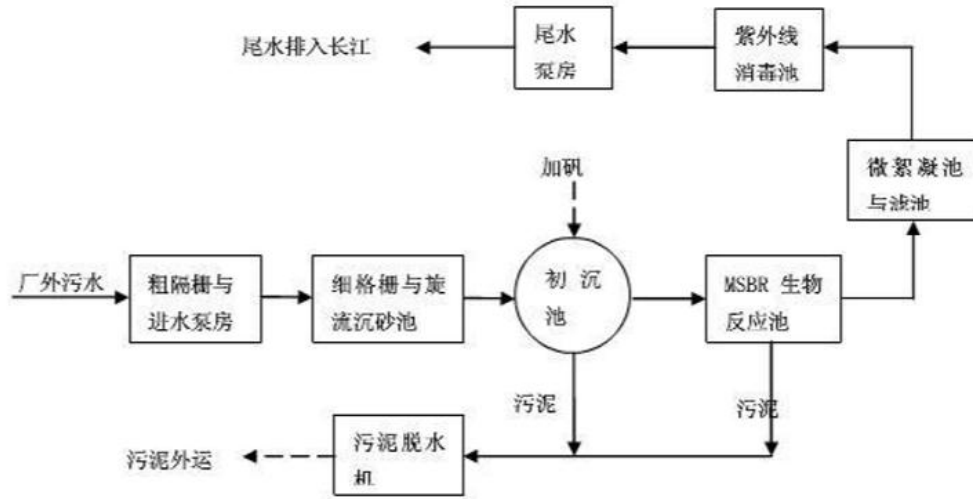 尾水排入长江
尾水
泵房
紫外线
消毒池
微絮凝池
与滤池
加矾
厂外污水
粗隔栅与
进水泵房
细格栅与旋
流沉砂池
初沉
池
MSBR 生物
反应池
污泥
污泥
污泥外运
污泥脱水
机